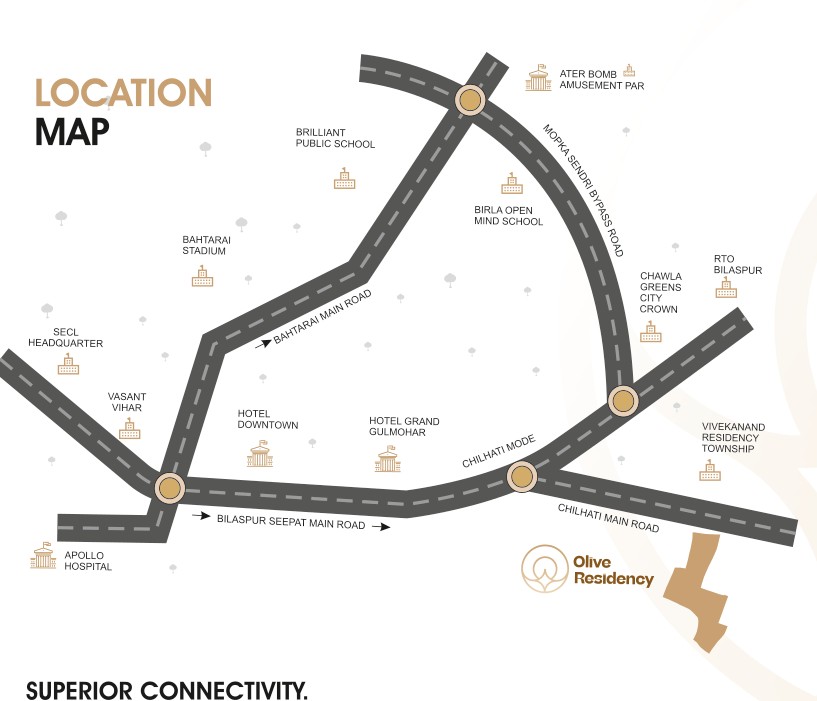 LOCATION
MAP
ATER BOMB
AMUSEMENT PAR
BRILLIANT
PUBLIC SCHOOL
MOPKA SENDRI BYPASS ROAD
BIRLA OPEN
MIND SCHOOL
BAHTARAI
STADIUM
RTO
BILASPUR
CHAWLA
GREENS
CITY
CROWN
BAHTARAI MAIN ROAD
SECL
HEADQUARTER
VASANT
VIHAR
HOTEL
DOWNTOWN
HOTEL GRAND
GULMOHAR
CHILHATI MODE
VIVEKANAND
RESIDENCY
TOWNSHIP
BILASPUR SEEPAT MAIN ROAD
CHILHATI MAIN ROAD
APOLLO
HOSPITAL
Olive
Residency
SUPERIOR CONNECTIVITY.